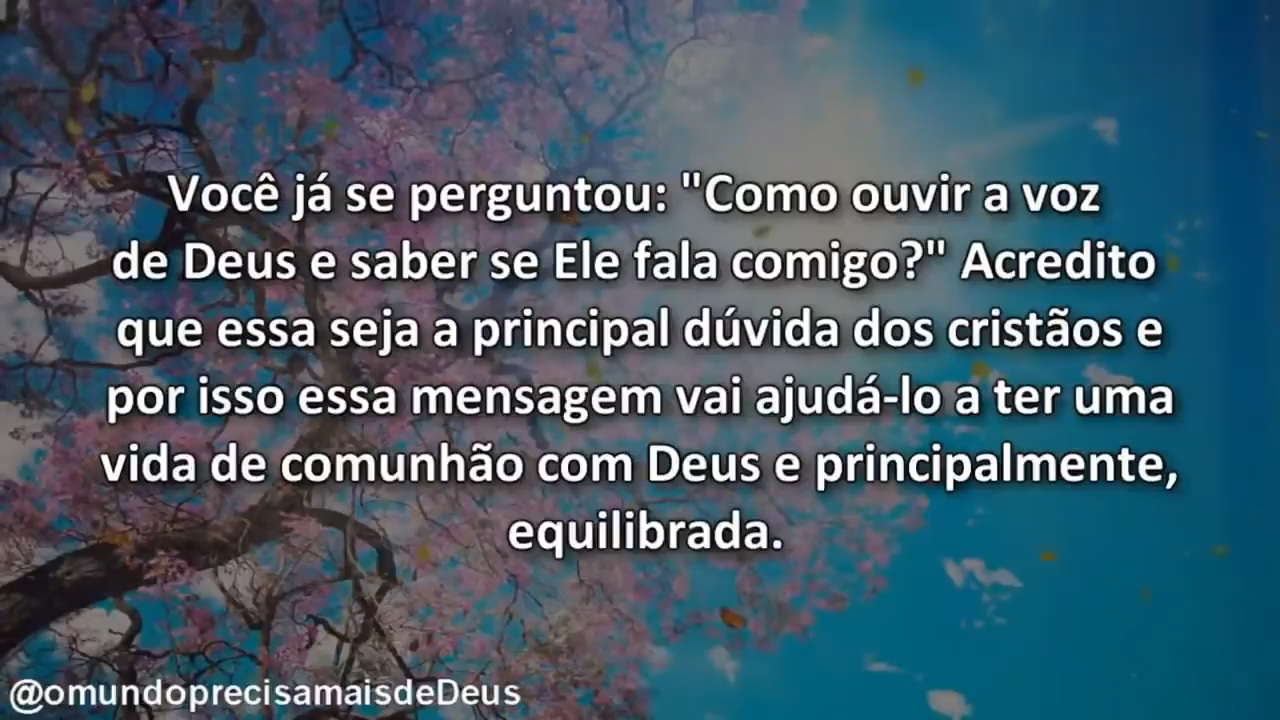 Você já se perguntou: "Como ouvir a voz
de Deus e saber se Ele fala comigo?" Acredito
que essa seja a principal dúvida dos cristãos e
por isso essa mensagem vai ajudá-lo a ter uma
vida de comunhão com Deus e principalmente,
equilibrada.
@omundoprecisamaisdeDeus